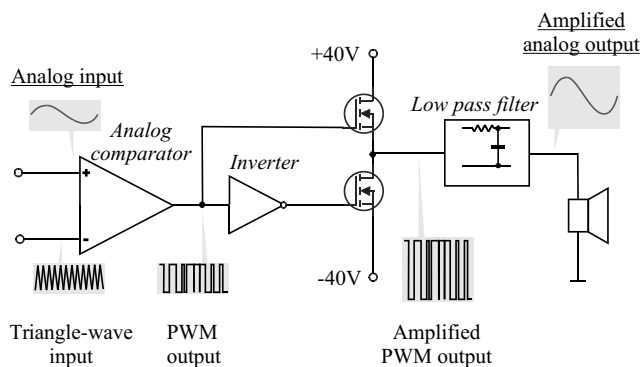 Amplified
analog output
+40V
Analog input
Low pass filter
Analog
comparator
Inverter
+
-
-40V
Triangle-wave
input
PWM
output
Amplified
PWM output